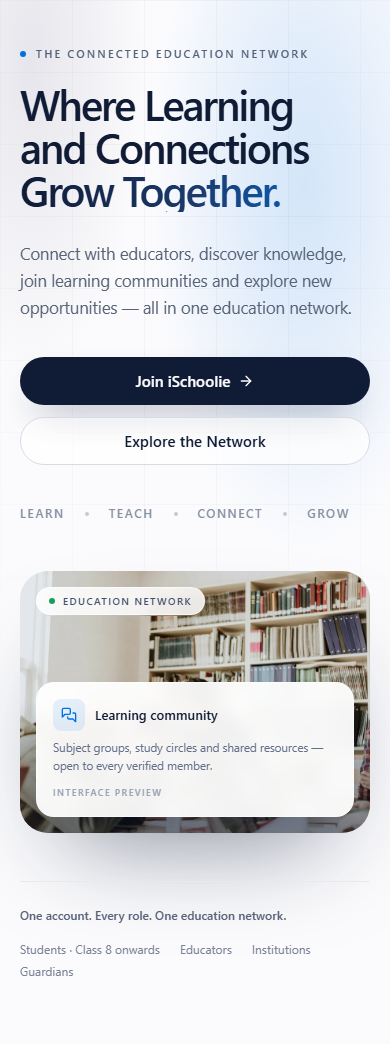 THE CONNECTED EDUCATION NETWORK
Where Learning
and Connections
Grow Together.
Connect with educators, discover knowledge,
join learning communities and explore new
opportunities — all in one education network.
Join iSchoolie →
Explore the Network
LEARN • TEACH • CONNECT • GROW
EDUCATION NETWORK
Learning community
Subject groups, study circles and shared resources —
open to every verified member.
INTERFACE PREVIEW
One account. Every role. One education network.
Students · Class 8 onwards Educators Institutions
Guardians